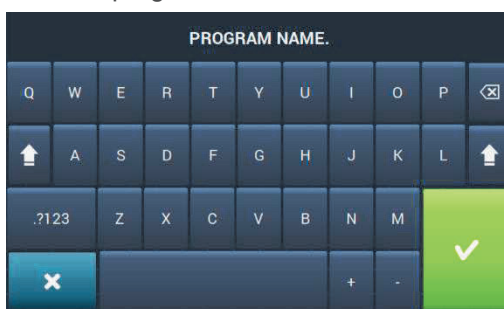 PROGRAM NAME.
Q W E R T Y U I O P
A S D F G H J K L
.?123 Z X C V B N M
+ -